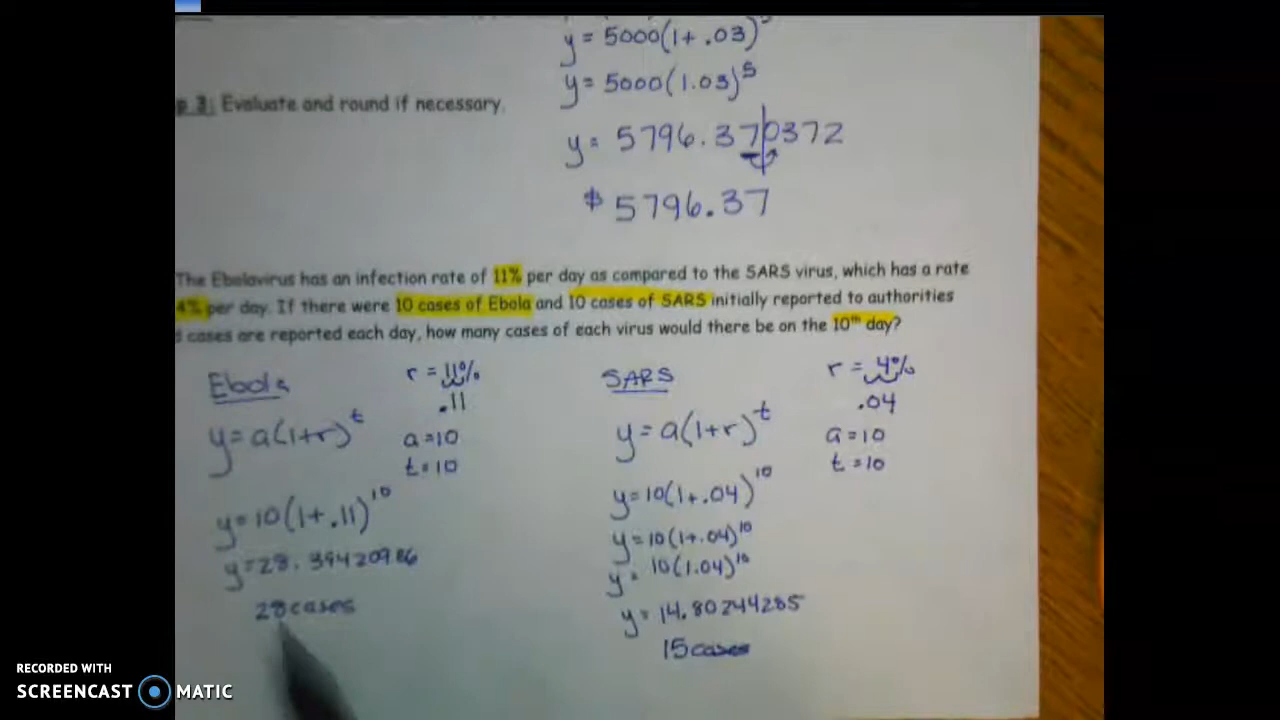 y = 5000(1+.03)
y = 5000(1.03)^5
p 3: Evaluate and round if necessary.
y = 5796.370372
$ 5796.37
The Ebolavirus has an infection rate of 11% per day as compared to the SARS virus, which has a rate
4% per day. If there were 10 cases of Ebola and 10 cases of SARS initially reported to authorities
cases are reported each day, how many cases of each virus would there be on the 10th day?
Ebola
r = 11%
.11
y=a(1+r)^t
a=10
t=10
y=10(1+.11)^10
y=28.39420986
28 cases
SARS
r = 4%
.04
y=a(1+r)^t
a=10
t=10
y=10(1+.04)^10
y=10(1+.04)^10
y= 10(1.04)^10
y= 14.80244285
15 cases
RECORDED WITH
SCREENCAST MATIC